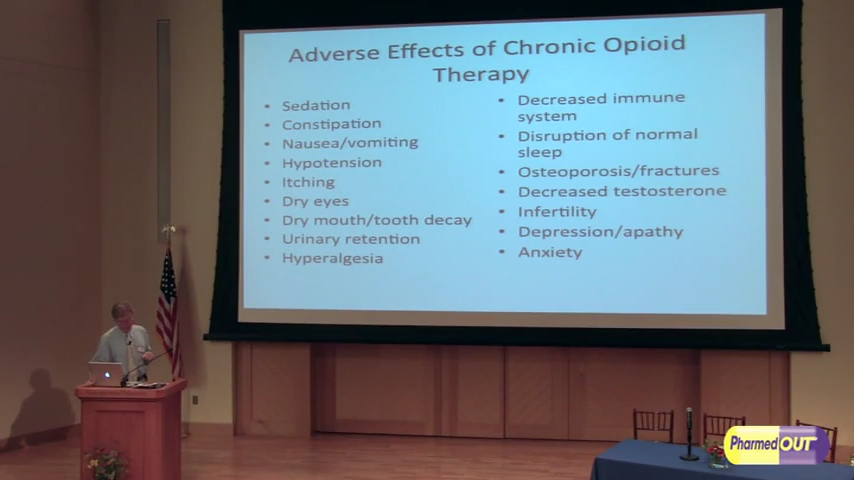 Adverse Effects of Chronic Opioid
Therapy
• Sedation
• Constipation
• Nausea/vomiting
• Hypotension
• Itching
• Dry eyes
• Dry mouth/tooth decay
• Urinary retention
• Hyperalgesia
• Decreased immune
system
• Disruption of normal
sleep
• Osteoporosis/fractures
• Decreased testosterone
• Infertility
• Depression/apathy
• Anxiety
PharmedOUT